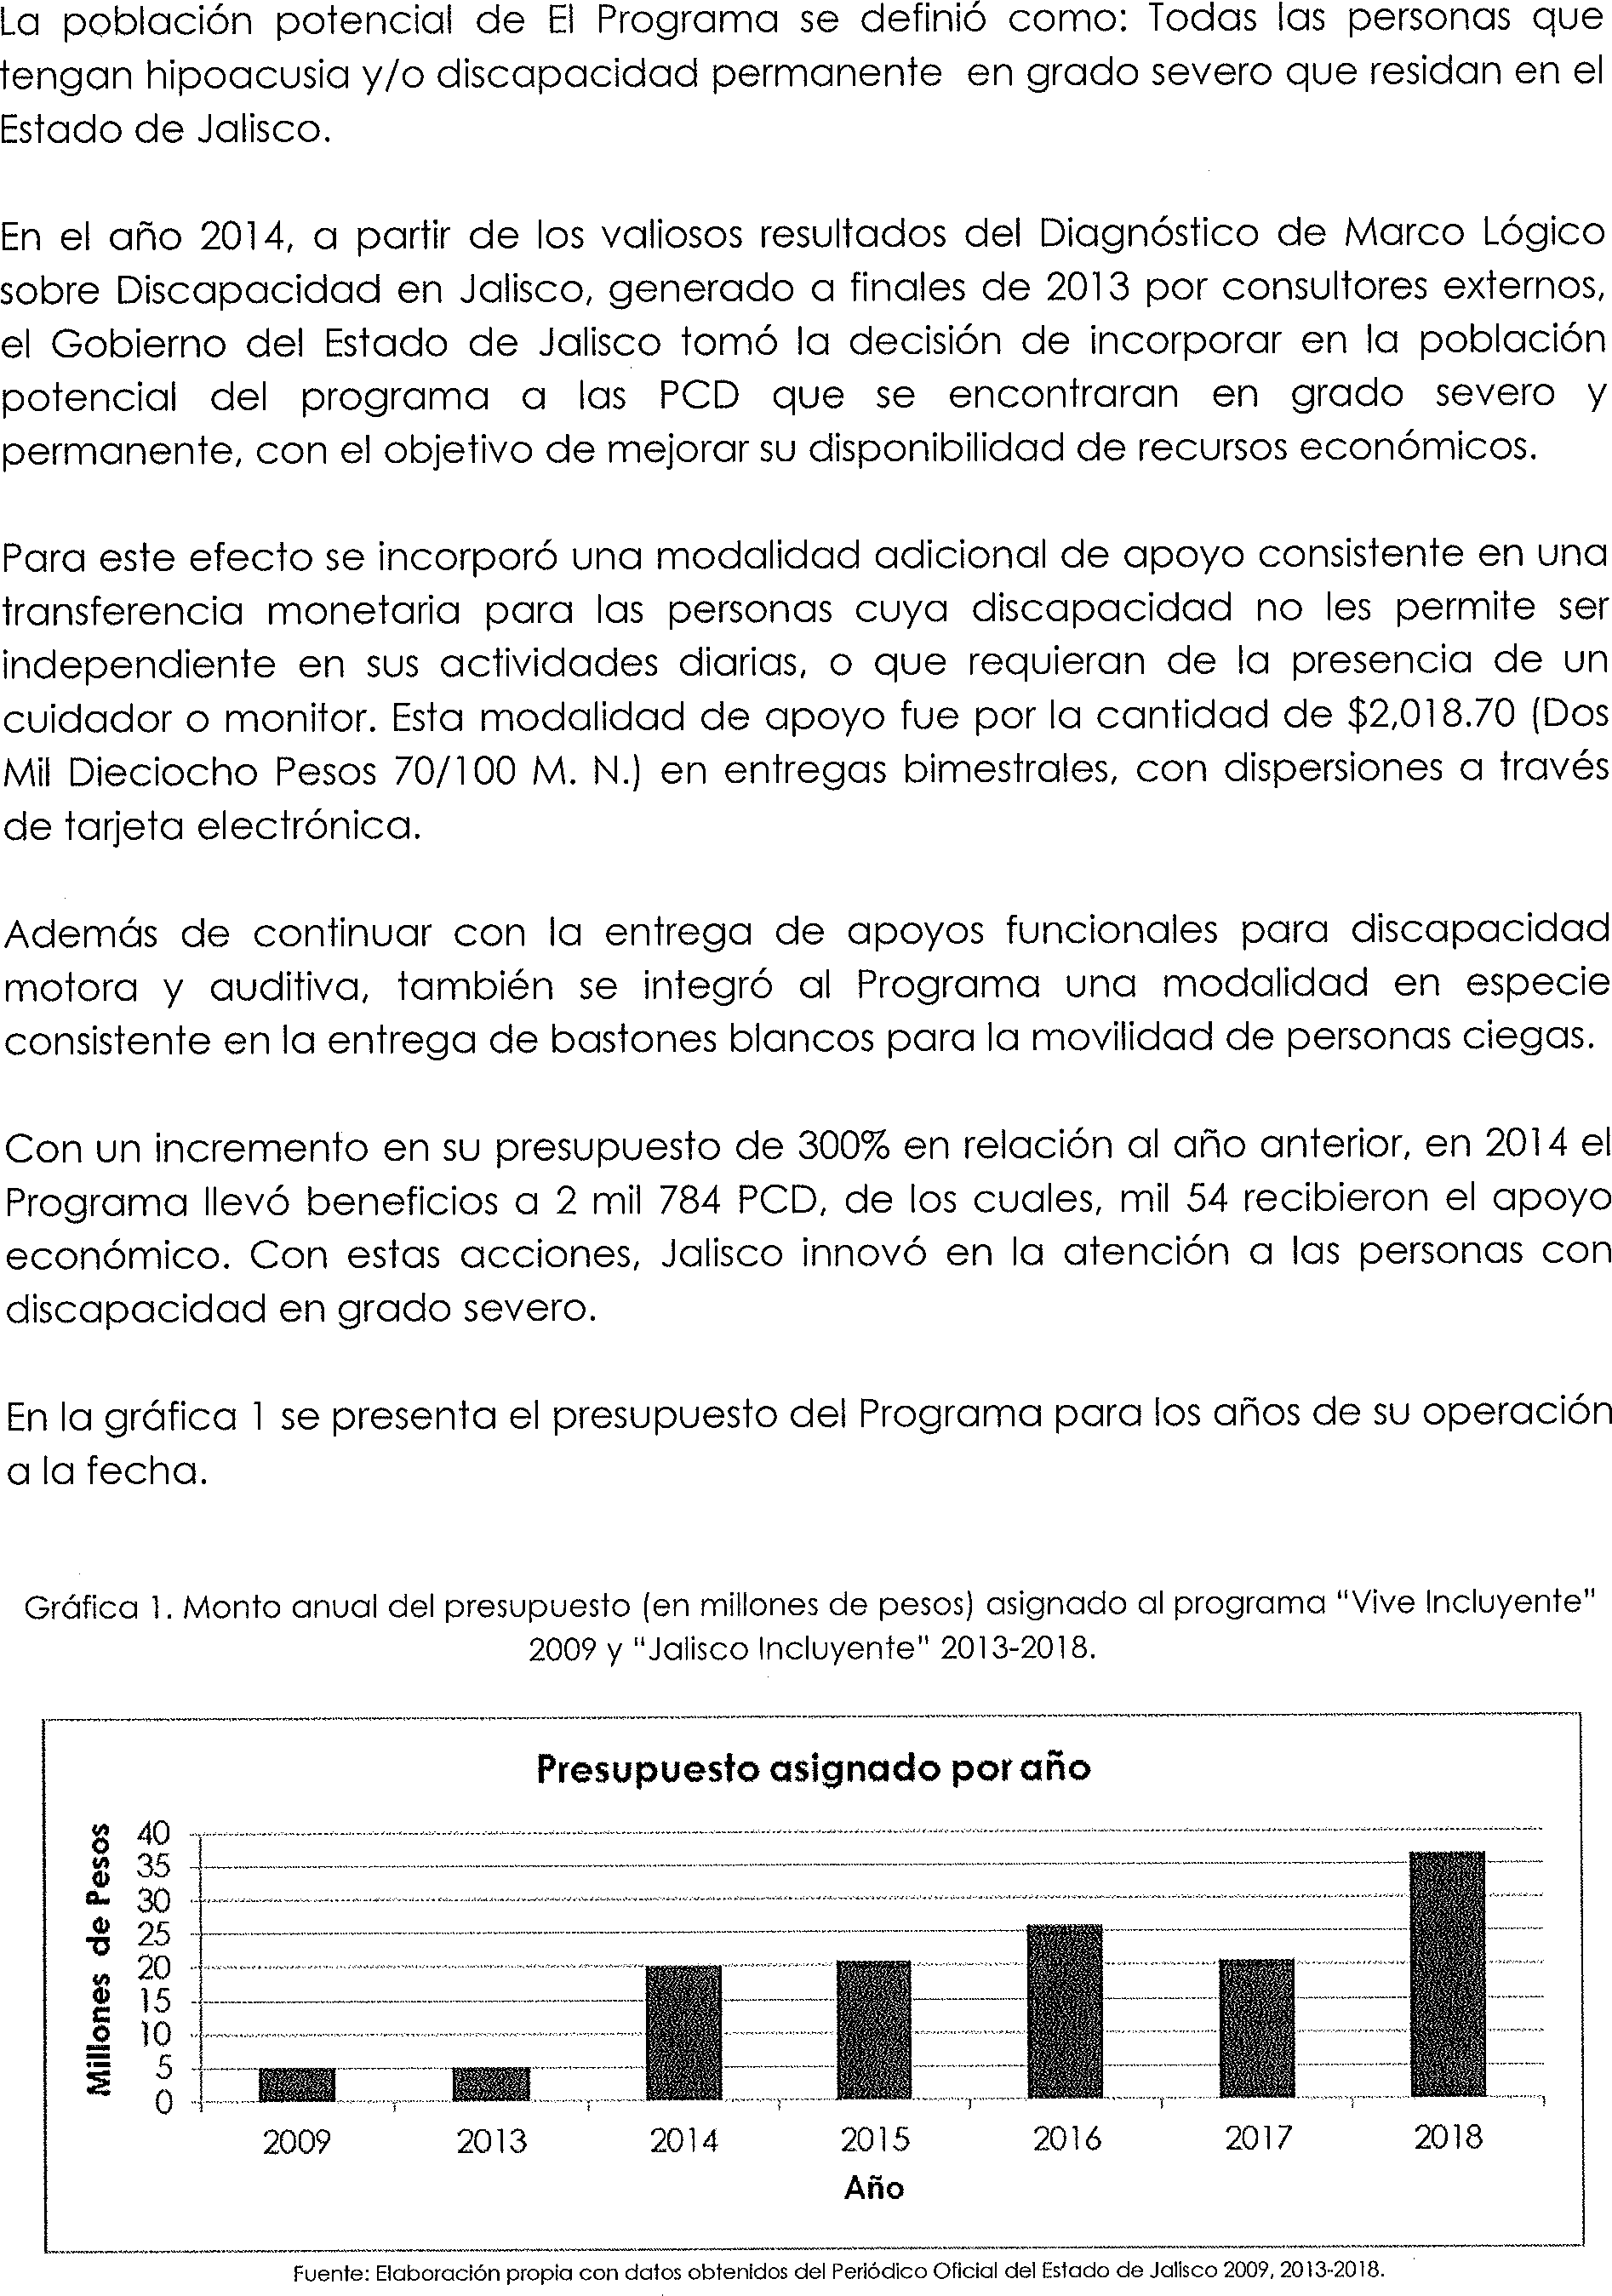 La población potencial de El Programa se definió como: Todas las personas que
tengan hipoacusia y/o discapacidad permanente en grado severo que residan en el
Estado de Jalisco.
En el año 2014, a partir de los valiosos resultados del Diagnóstico de Marco Lógico
sobre Discapacidad en Jalisco, generado a finales de 2013 por consultores externos,
el Gobierno del Estado de Jalisco tomó la decisión de incorporar en la población
potencial del programa a las PCD que se encontraran en grado severo y
permanente, con el objetivo de mejorar su disponibilidad de recursos económicos.
Para este efecto se incorporó una modalidad adicional de apoyo consistente en una
transferencia monetaria para las personas cuya discapacidad no les permite ser
independiente en sus actividades diarias, o que requieran de la presencia de un
cuidador o monitor. Esta modalidad de apoyo fue por la cantidad de $2,018.70 (Dos
Mil Dieciocho Pesos 70/100 M. N.) en entregas bimestrales, con dispersiones a través
de tarjeta electrónica.
Además de continuar con la entrega de apoyos funcionales para discapacidad
motora y auditiva, también se integró al Programa una modalidad en especie
consistente en la entrega de bastones blancos para la movilidad de personas ciegas.
Con un incremento en su presupuesto de 300% en relación al año anterior, en 2014 el
Programa llevó beneficios a 2 mil 784 PCD, de los cuales, mil 54 recibieron el apoyo
económico. Con estas acciones, Jalisco innovó en la atención a las personas con
discapacidad en grado severo.
En la gráfica 1 se presenta el presupuesto del Programa para los años de su operación
a la fecha.
Gráfica 1. Monto anual del presupuesto (en millones de pesos) asignado al programa "Vive Incluyente"
2009 y "Jalisco Incluyente" 2013-2018.
Presupuesto asignado por año
Millones de Pesos
40
35
30
25
20
15
10
5
0
2009 2013 2014 2015 2016 2017 2018
Año
Fuente: Elaboración propia con datos obtenidos del Periódico Oficial del Estado de Jalisco 2009, 2013-2018.